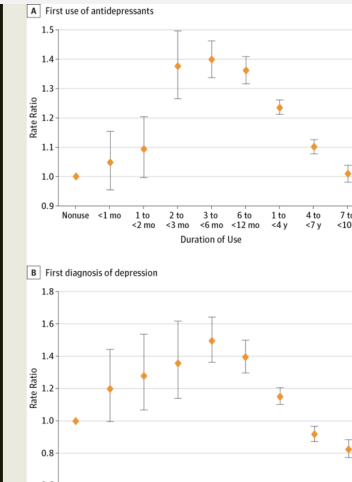 A First use of antidepressants
1.5
1.4
1.3
1.2
1.1
1.0
0.9
Rate Ratio
Nonuse <1 mo 1 to <2 mo 2 to <3 mo 3 to <6 mo 6 to <12 mo 1 to <4 y 4 to <7 y 7 to <10
Duration of Use
B First diagnosis of depression
1.8
1.6
1.4
1.2
1.0
0.8
Rate Ratio